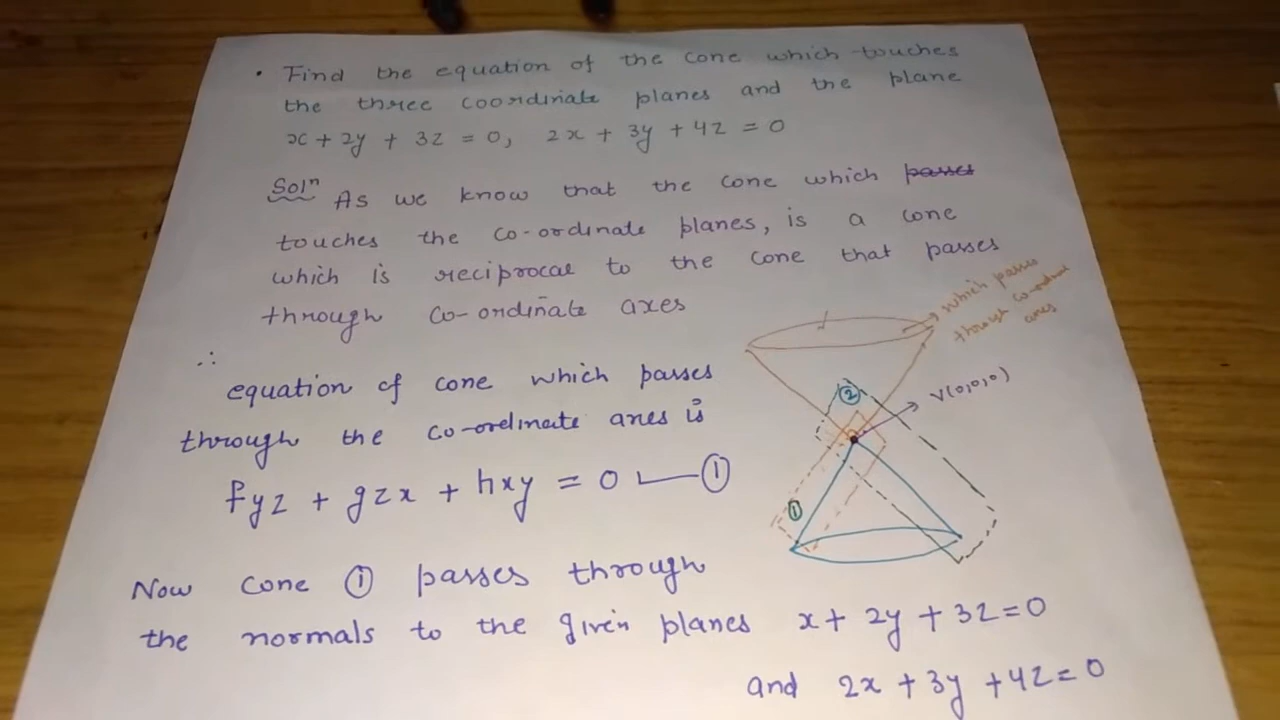 • Find the equation of the cone which touches
the three coordinate planes and the plane
x + 2y + 3z = 0, 2x + 3y + 4z = 0
Solⁿ As we know that the cone which passes
touches the co-ordinate planes, is a cone
which is reciprocal to the cone that passes
through co-ordinate axes
∴
equation of cone which passes
through the co-ordinate axes is
fyz + gzx + hxy = 0 — ①
Now cone ① passes through
the normals to the given planes x + 2y + 3z = 0
and 2x + 3y + 4z = 0
→ which passes
through co-ordinat
axes
②
V(0,0,0)
①